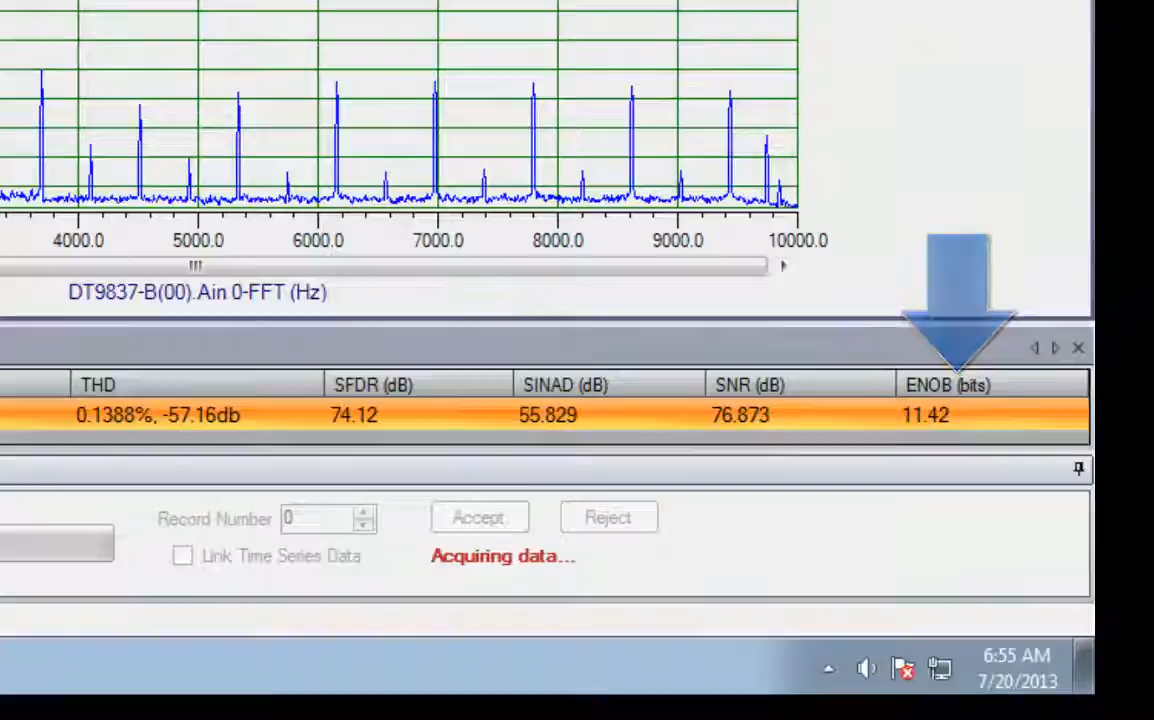 4000.0 5000.0 6000.0 7000.0 8000.0 9000.0 10000.0
DT9837-B(00).Ain 0-FFT (Hz)
THD SFDR (dB) SINAD (dB) SNR (dB) ENOB (bits)
0.1388%, -57.16db 74.12 55.829 76.873 11.42
Record Number 0 Accept Reject
Link Time Series Data Acquiring data...
6:55 AM
7/20/2013